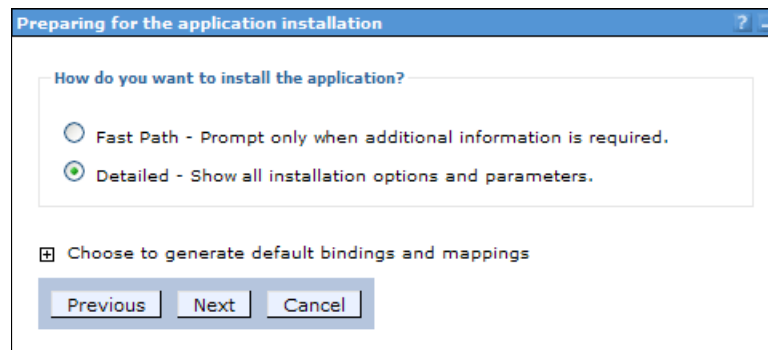 Preparing for the application installation ?
How do you want to install the application?
Fast Path - Prompt only when additional information is required.
Detailed - Show all installation options and parameters.
Choose to generate default bindings and mappings
Previous Next Cancel